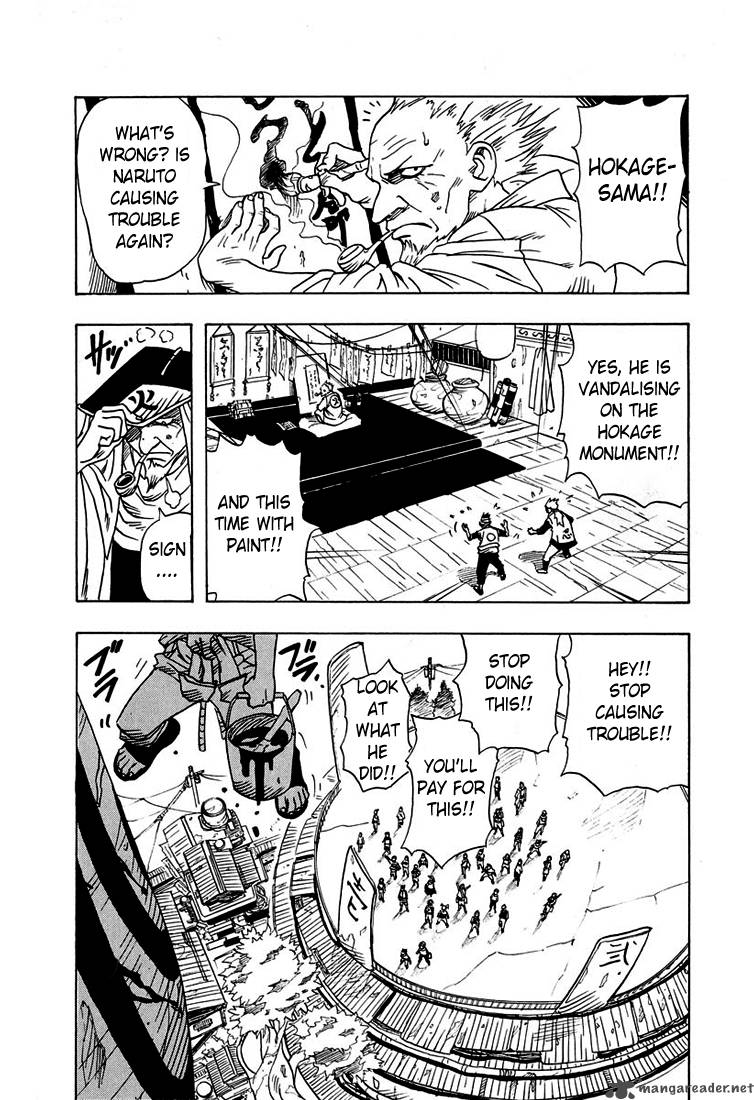 HOKAGE-
SAMA!!
WHAT'S
WRONG? IS
NARUTO
CAUSING
TROUBLE
AGAIN?
YES, HE IS
VANDALISING
ON THE
HOKAGE
MONUMENT!!
AND THIS
TIME WITH
PAINT!!
SIGN
....
HEY!!
STOP
CAUSING
TROUBLE!!
STOP
DOING
THIS!!
YOU'LL
PAY FOR
THIS!!
LOOK
AT
WHAT
HE
DID!!
mangareader.net